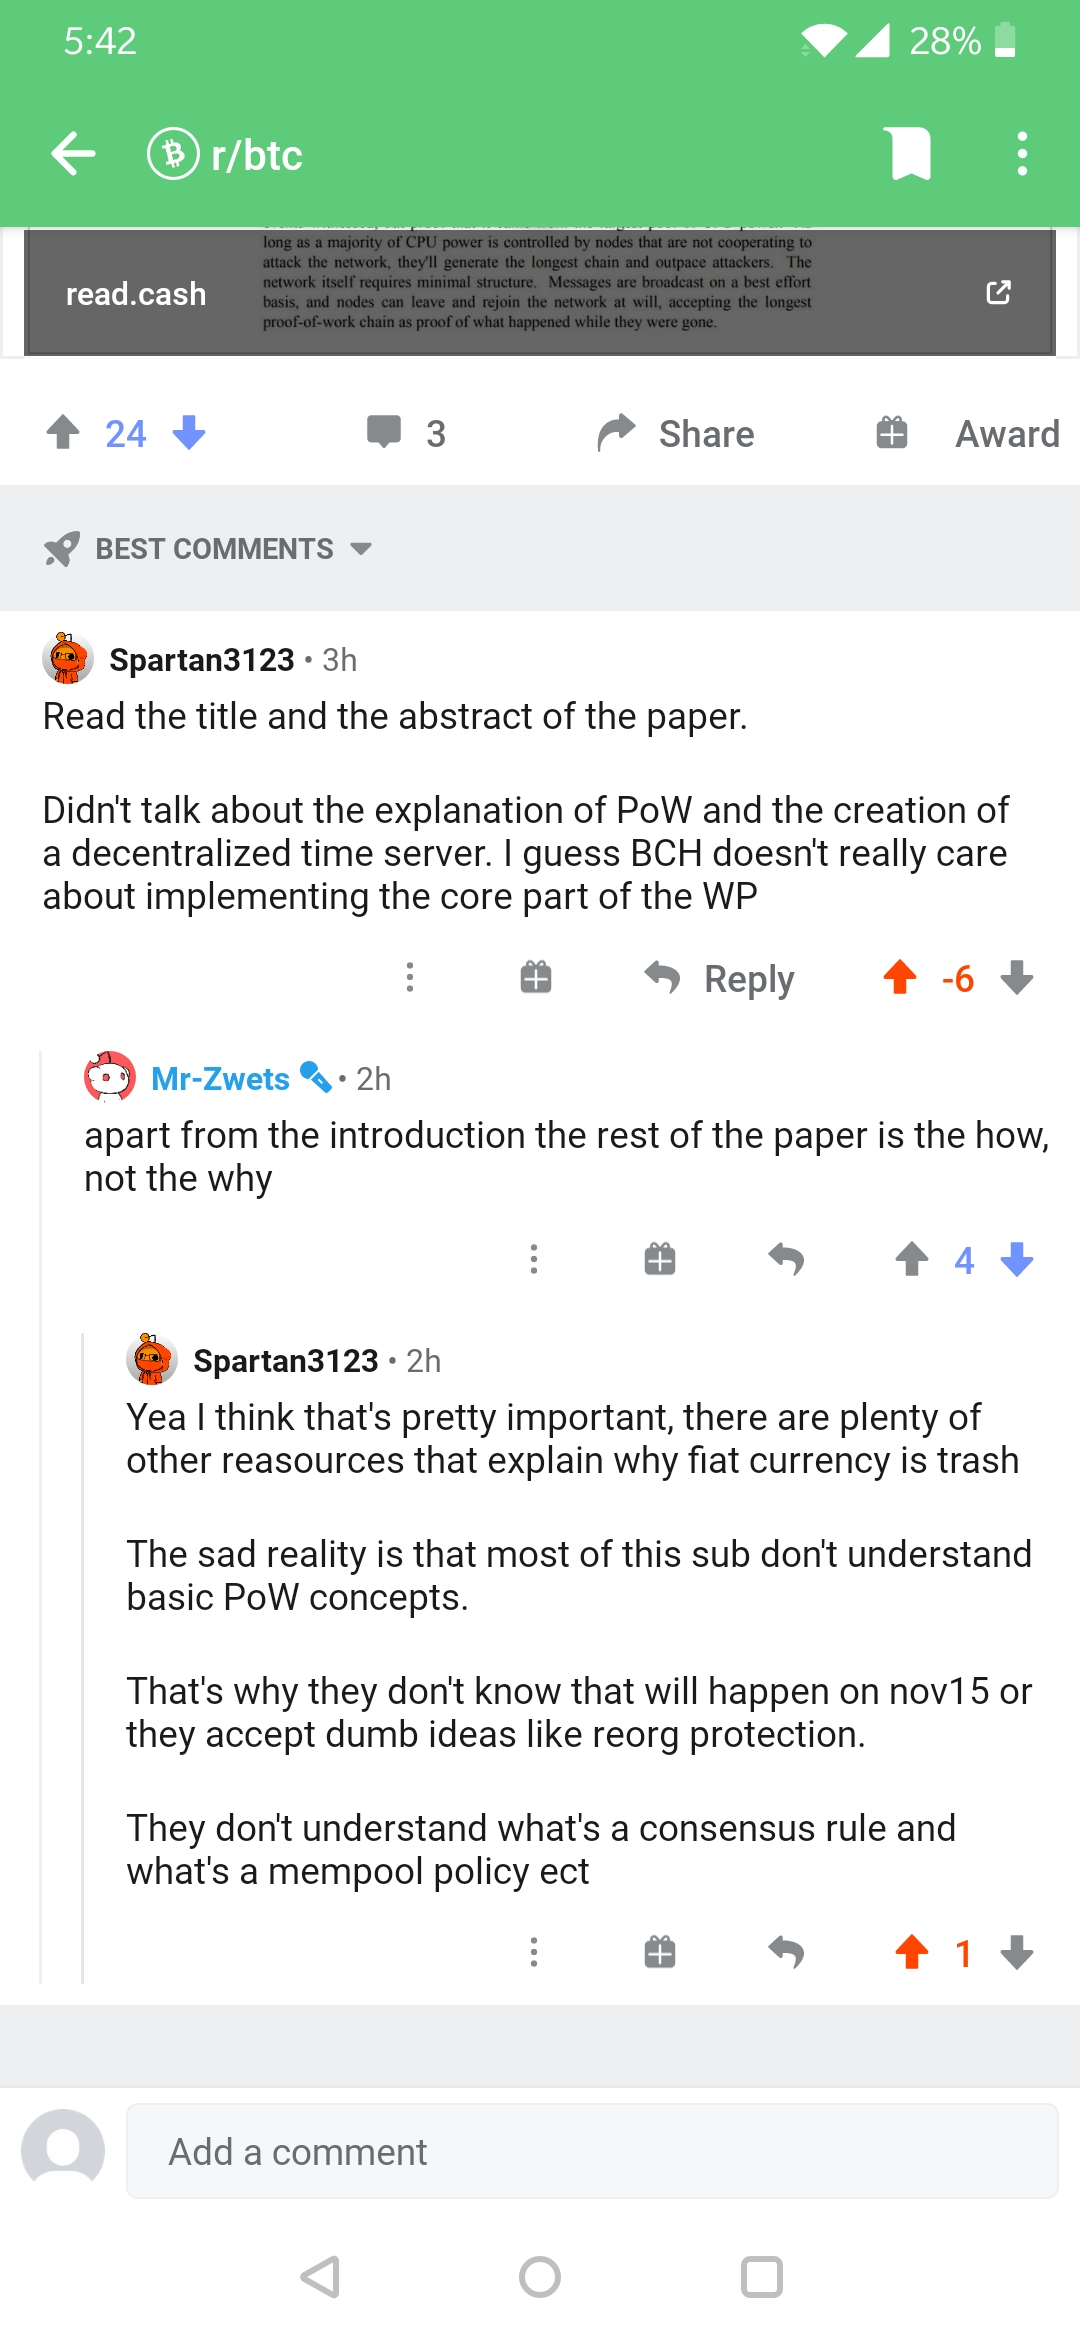 5:42
28%
r/btc
long as a majority of CPU power is controlled by nodes that are not cooperating to
attack the network, they'll generate the longest chain and outpace attackers. The
network itself requires minimal structure. Messages are broadcast on a best effort
basis, and nodes can leave and rejoin the network at will, accepting the longest
proof-of-work chain as proof of what happened while they were gone.
read.cash
24
3
Share
Award
BEST COMMENTS
Spartan3123 • 3h
Read the title and the abstract of the paper.
Didn't talk about the explanation of PoW and the creation of
a decentralized time server. I guess BCH doesn't really care
about implementing the core part of the WP
Reply
-6
Mr-Zwets • 2h
apart from the introduction the rest of the paper is the how,
not the why
4
Spartan3123 • 2h
Yea I think that's pretty important, there are plenty of
other reasources that explain why fiat currency is trash
The sad reality is that most of this sub don't understand
basic PoW concepts.
That's why they don't know that will happen on nov15 or
they accept dumb ideas like reorg protection.
They don't understand what's a consensus rule and
what's a mempool policy ect
1
Add a comment